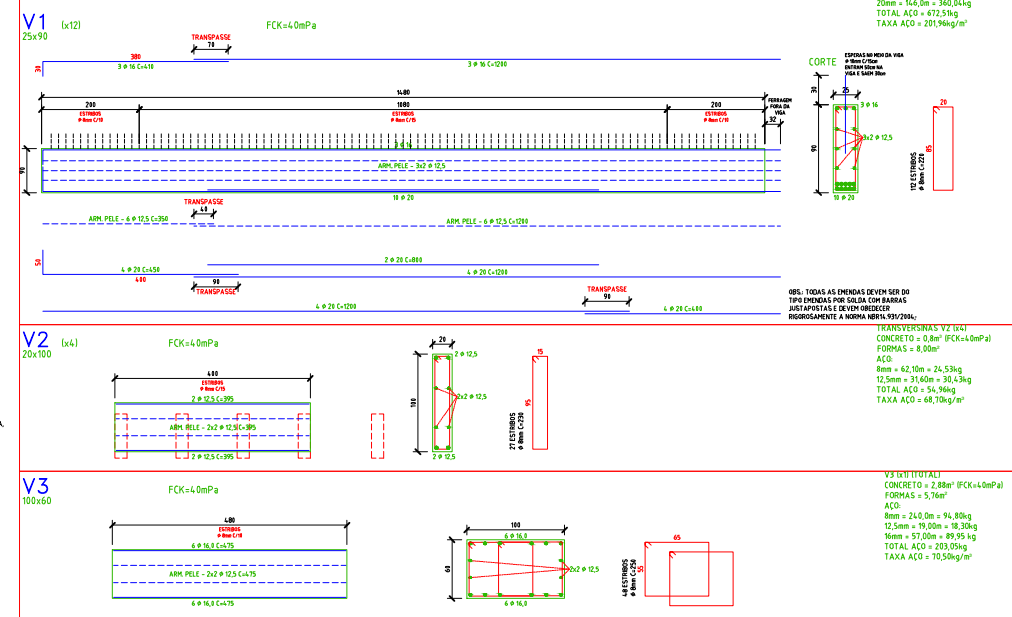 20mm = 146,0m = 360,04kg
TOTAL AÇO = 672,51kg
TAXA AÇO = 201,96kg/m³
V1 (x12)
25x90
FCK=40mPa
TRANSPASSE
70
380
30
3 Ø 16 C=410
3 Ø 16 C=1200
1480
200
1080
200
ESTRIBOS
Ø 8mm C/10
ESTRIBOS
Ø 8mm C/15
ESTRIBOS
Ø 8mm C/10
FERRAGEM
FORA DA
VIGA
32
3 Ø 16
90
ARM. PELE - 3x2 Ø 12,5
10 Ø 20
TRANSPASSE
40
ARM. PELE - 6 Ø 12,5 C=350
ARM. PELE - 6 Ø 12,5 C=1200
50
2 Ø 20 C=800
4 Ø 20 C=450
400
4 Ø 20 C=1200
90
TRANSPASSE
TRANSPASSE
90
4 Ø 20 C=1200
4 Ø 20 C=400
CORTE
ESPERAS NO MEIO DA VIGA
Ø 10mm C/15cm
ENTRAM 50cm NA
VIGA E SAEM 30cm
30
25
3 Ø 16
90
3x2 Ø 12,5
10 Ø 20
20
85
112 ESTRIBOS
Ø 8mm C=220
OBS.: TODAS AS EMENDAS DEVEM SER DO
TIPO EMENDAS POR SOLDA COM BARRAS
JUSTAPOSTAS E DEVEM OBEDECER
RIGOROSAMENTE A NORMA NBR14.931/2004;
V2 (x4)
20x100
FCK=40mPa
400
ESTRIBOS
Ø 8mm C/15
2 Ø 12,5 C=395
ARM. PELE - 2x2 Ø 12,5 C=395
2 Ø 12,5 C=395
20
2 Ø 12,5
100
2x2 Ø 12,5
2 Ø 12,5
15
95
27 ESTRIBOS
Ø 8mm C=230
TRANSVERSINAS V2 (x4)
CONCRETO = 0,8m³ (FCK=40mPa)
FORMAS = 8,00m²
AÇO:
8mm = 62,10m = 24,53kg
12,5mm = 31,60m = 30,43kg
TOTAL AÇO = 54,96kg
TAXA AÇO = 68,70kg/m³
V3
100x60
FCK=40mPa
480
ESTRIBOS
Ø 8mm C/10
6 Ø 16,0 C=475
ARM. PELE - 2x2 Ø 12,5 C=475
6 Ø 16,0 C=475
100
6 Ø 16,0
60
2x2 Ø 12,5
6 Ø 16,0
65
55
48 ESTRIBOS
Ø 8mm C=250
V3 (x1) (TOTAL)
CONCRETO = 2,88m³ (FCK=40mPa)
FORMAS = 5,76m²
AÇO:
8mm = 240,0m = 94,80kg
12,5mm = 19,00m = 18,30kg
16mm = 57,00m = 89,95 kg
TOTAL AÇO = 203,05kg
TAXA AÇO = 70,50kg/m³